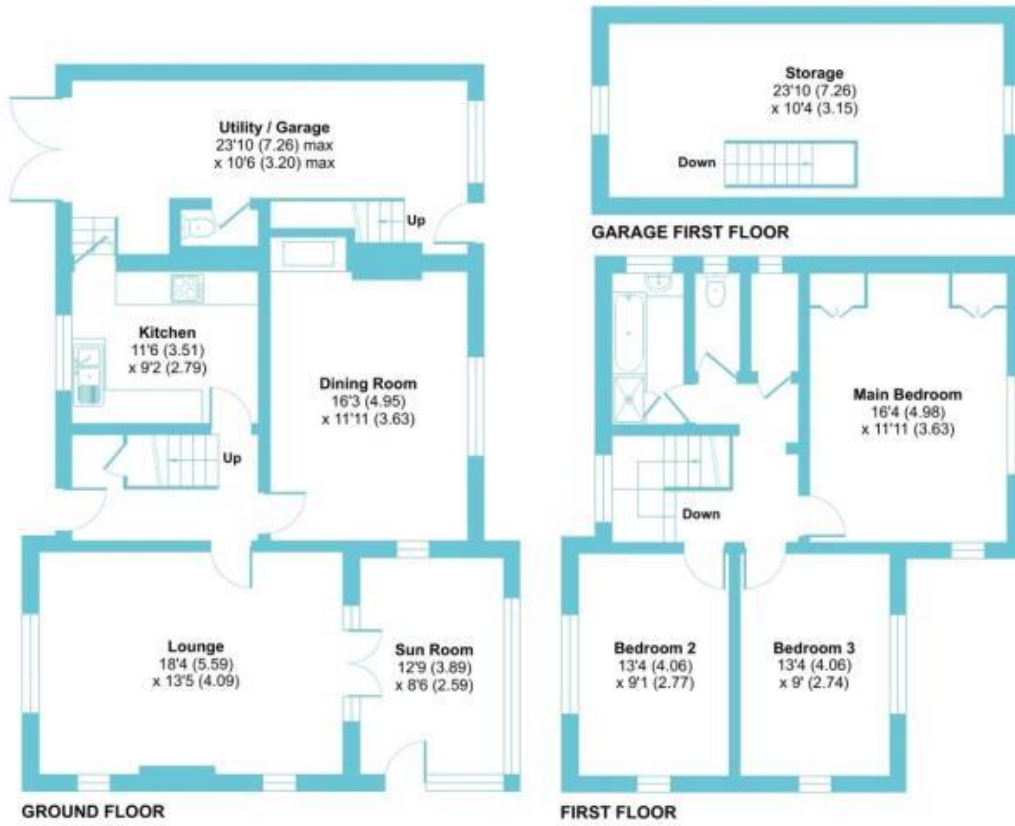 Utility / Garage
23'10 (7.26) max
x 10'6 (3.20) max
Up
Kitchen
11'6 (3.51)
x 9'2 (2.79)
Dining Room
16'3 (4.95)
x 11'11 (3.63)
Up
Lounge
18'4 (5.59)
x 13'5 (4.09)
Sun Room
12'9 (3.89)
x 8'6 (2.59)
GROUND FLOOR
Storage
23'10 (7.26)
x 10'4 (3.15)
Down
GARAGE FIRST FLOOR
Main Bedroom
16'4 (4.98)
x 11'11 (3.63)
Down
Bedroom 2
13'4 (4.06)
x 9'1 (2.77)
Bedroom 3
13'4 (4.06)
x 9' (2.74)
FIRST FLOOR